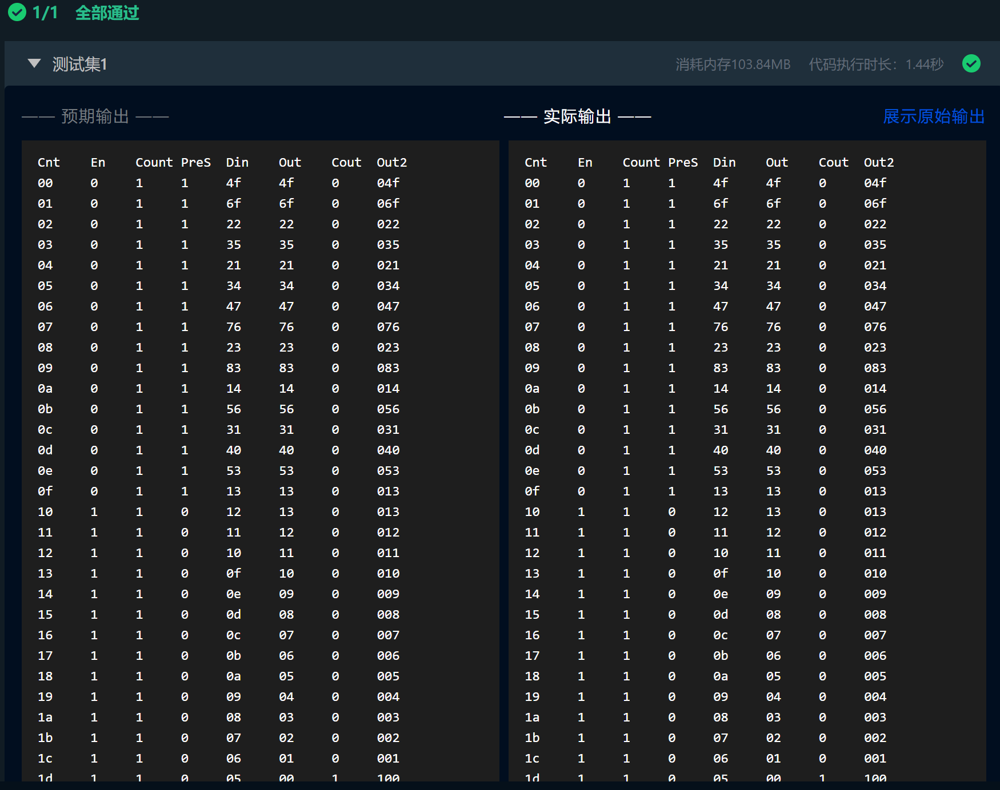 1/1 全部通过
测试集1 消耗内存103.84MB 代码执行时长：1.44秒
—— 预期输出 —— —— 实际输出 —— 展示原始输出
Cnt En Count PreS Din Out Cout Out2 Cnt En Count PreS Din Out Cout Out2
00 0 1 1 4f 4f 0 04f 00 0 1 1 4f 4f 0 04f
01 0 1 1 6f 6f 0 06f 01 0 1 1 6f 6f 0 06f
02 0 1 1 22 22 0 022 02 0 1 1 22 22 0 022
03 0 1 1 35 35 0 035 03 0 1 1 35 35 0 035
04 0 1 1 21 21 0 021 04 0 1 1 21 21 0 021
05 0 1 1 34 34 0 034 05 0 1 1 34 34 0 034
06 0 1 1 47 47 0 047 06 0 1 1 47 47 0 047
07 0 1 1 76 76 0 076 07 0 1 1 76 76 0 076
08 0 1 1 23 23 0 023 08 0 1 1 23 23 0 023
09 0 1 1 83 83 0 083 09 0 1 1 83 83 0 083
0a 0 1 1 14 14 0 014 0a 0 1 1 14 14 0 014
0b 0 1 1 56 56 0 056 0b 0 1 1 56 56 0 056
0c 0 1 1 31 31 0 031 0c 0 1 1 31 31 0 031
0d 0 1 1 40 40 0 040 0d 0 1 1 40 40 0 040
0e 0 1 1 53 53 0 053 0e 0 1 1 53 53 0 053
0f 0 1 1 13 13 0 013 0f 0 1 1 13 13 0 013
10 1 1 0 12 13 0 013 10 1 1 0 12 13 0 013
11 1 1 0 11 12 0 012 11 1 1 0 11 12 0 012
12 1 1 0 10 11 0 011 12 1 1 0 10 11 0 011
13 1 1 0 0f 10 0 010 13 1 1 0 0f 10 0 010
14 1 1 0 0e 09 0 009 14 1 1 0 0e 09 0 009
15 1 1 0 0d 08 0 008 15 1 1 0 0d 08 0 008
16 1 1 0 0c 07 0 007 16 1 1 0 0c 07 0 007
17 1 1 0 0b 06 0 006 17 1 1 0 0b 06 0 006
18 1 1 0 0a 05 0 005 18 1 1 0 0a 05 0 005
19 1 1 0 09 04 0 004 19 1 1 0 09 04 0 004
1a 1 1 0 08 03 0 003 1a 1 1 0 08 03 0 003
1b 1 1 0 07 02 0 002 1b 1 1 0 07 02 0 002
1c 1 1 0 06 01 0 001 1c 1 1 0 06 01 0 001
1d 1 1 0 05 00 1 100 1d 1 1 0 05 00 1 100